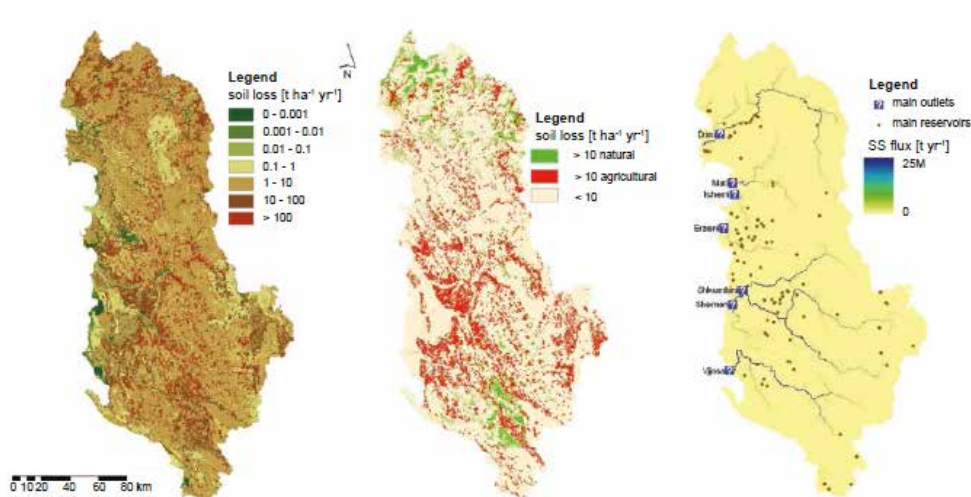 Legend
soil loss [t ha⁻¹ yr⁻¹]
0 - 0.001
0.001 - 0.01
0.01 - 0.1
0.1 - 1
1 - 10
10 - 100
> 100
0 10 20 40 60 80 km
N
Legend
soil loss [t ha⁻¹ yr⁻¹]
> 10 natural
> 10 agricultural
< 10
Legend
? main outlets
main reservoirs
SS flux [t yr⁻¹]
25M
0
Drin ?
Mat ?
Ishem ?
Erzen ?
Shkumbin ?
Seman ?
Vjosa ?